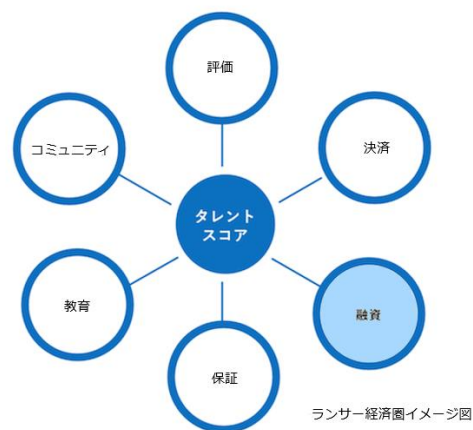 評価
コミュニティ
決済
タレント
スコア
教育
融資
保証
ランサー経済圏イメージ図